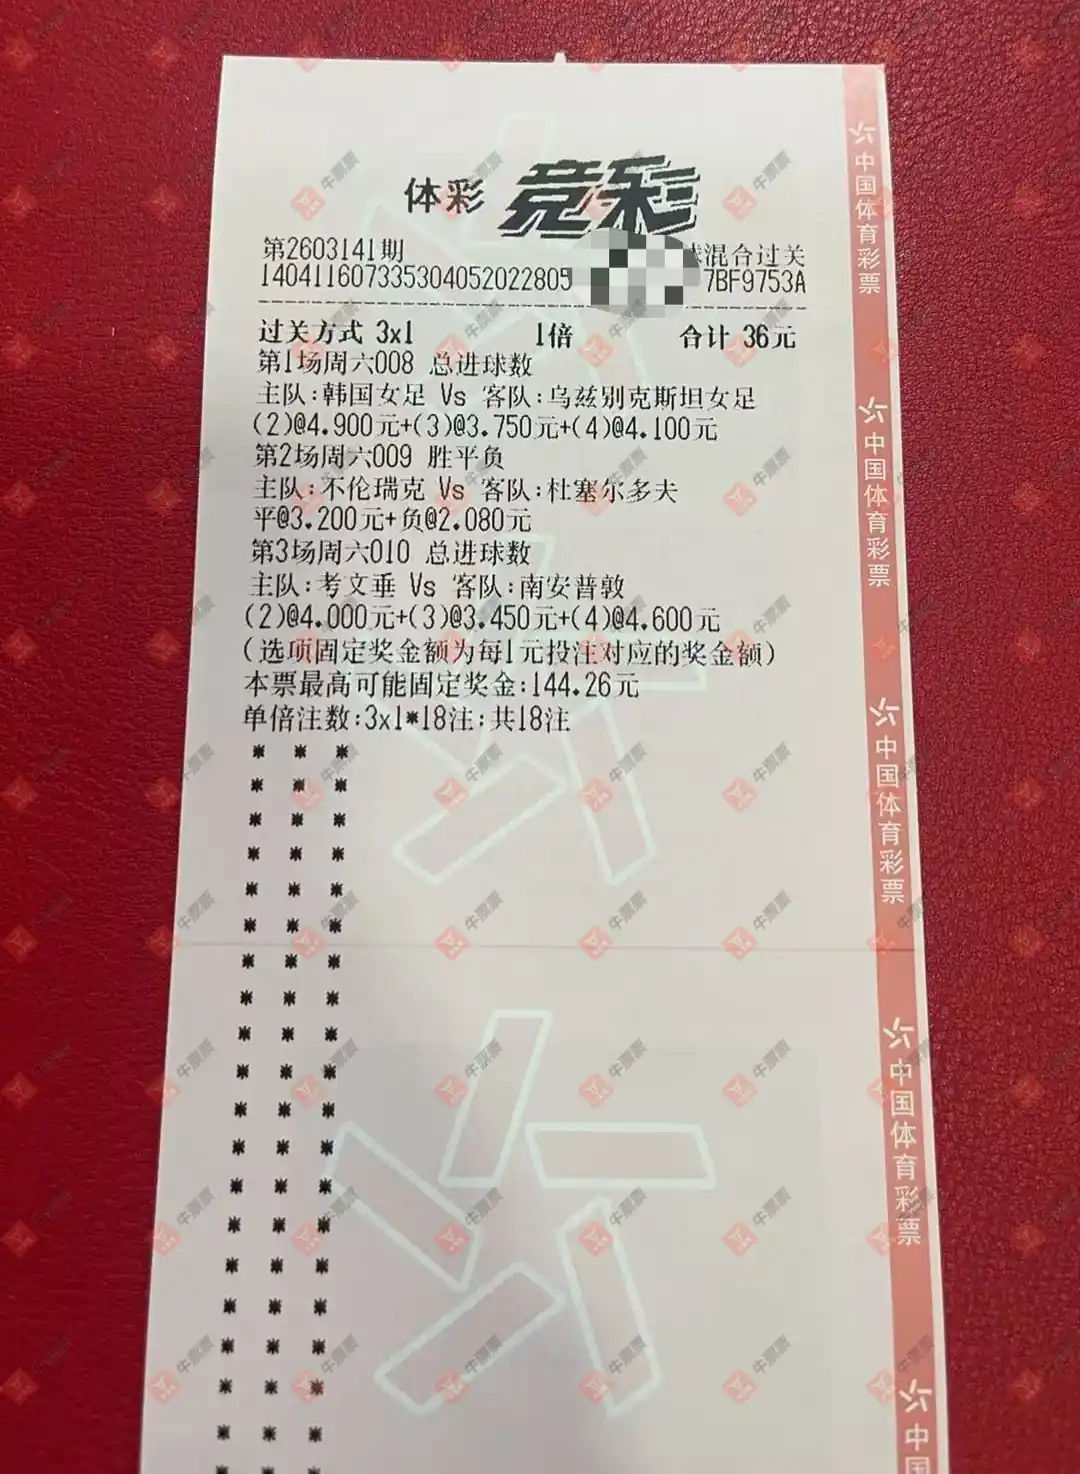 体彩 竞彩
第2603141期 球混合过关
140411607335304052022805 7BF9753A
过关方式 3x1 1倍 合计 36元
第1场周六008 总进球数
主队:韩国女足 Vs 客队:乌兹别克斯坦女足
(2)@4.900元+(3)@3.750元+(4)@4.100元
第2场周六009 胜平负
主队:不伦瑞克 Vs 客队:杜塞尔多夫
平@3.200元+负@2.080元
第3场周六010 总进球数
主队:考文垂 Vs 客队:南安普敦
(2)@4.000元+(3)@3.450元+(4)@4.600元
(选项固定奖金额为每1元投注对应的奖金额)
本票最高可能固定奖金:144.26元
单倍注数:3x1*18注:共18注
中国体育彩票
中国体育彩票
中国体育彩票
中国体育彩票
中国
牛票票